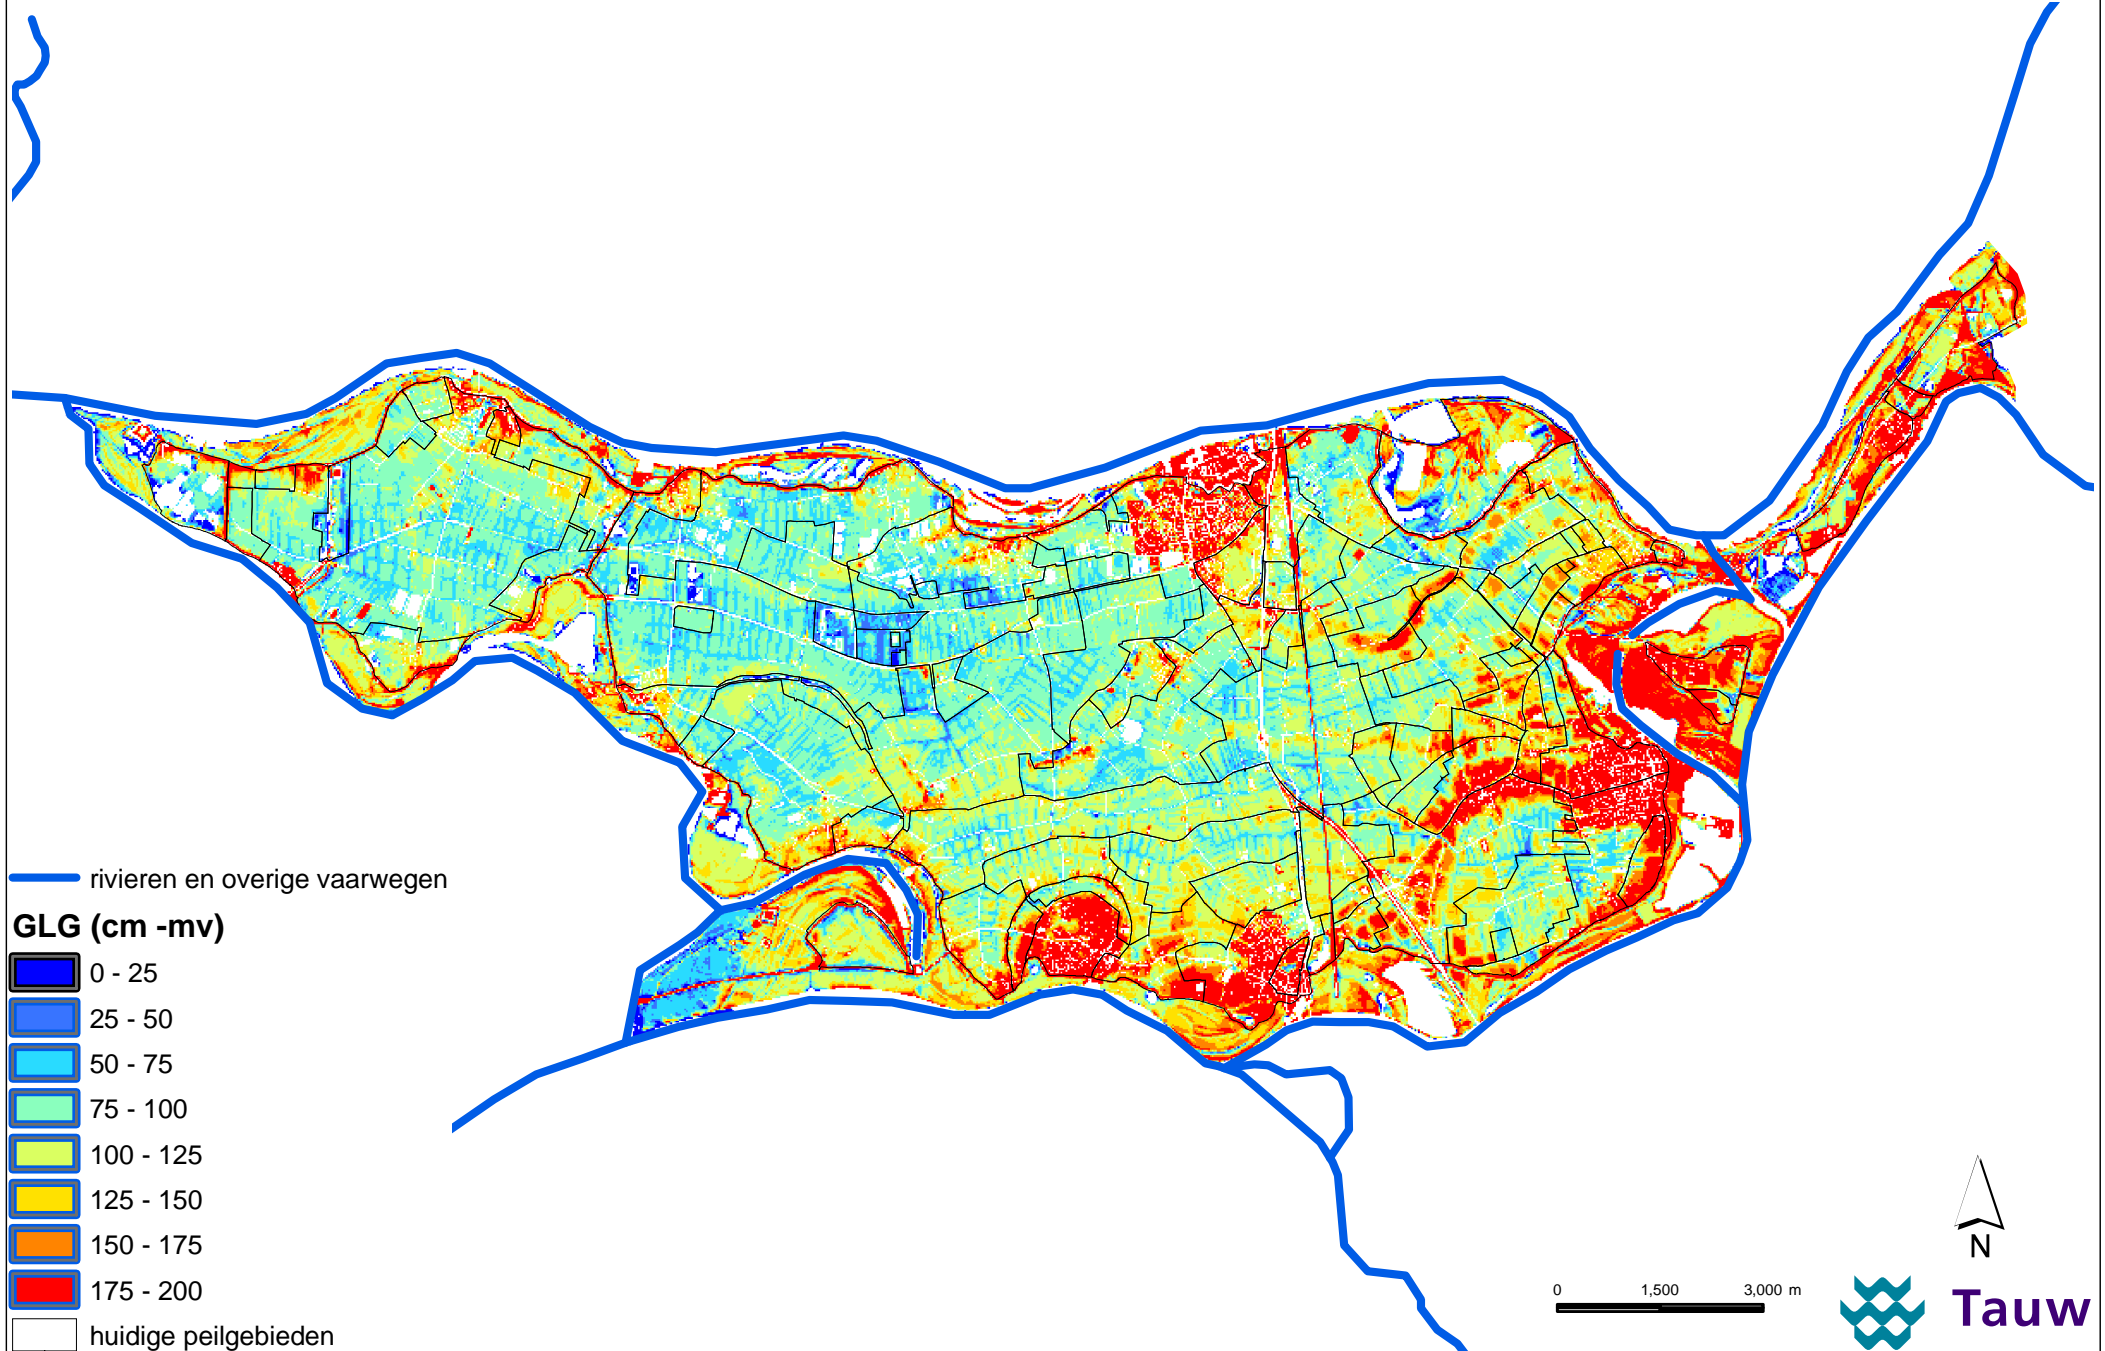 rivieren en overige vaarwegen
GLG (cm -mv)
0 - 25
25 - 50
50 - 75
75 - 100
100 - 125
125 - 150
150 - 175
175 - 200
huidige peilgebieden
N
0 1,500 3,000 m
Tauw